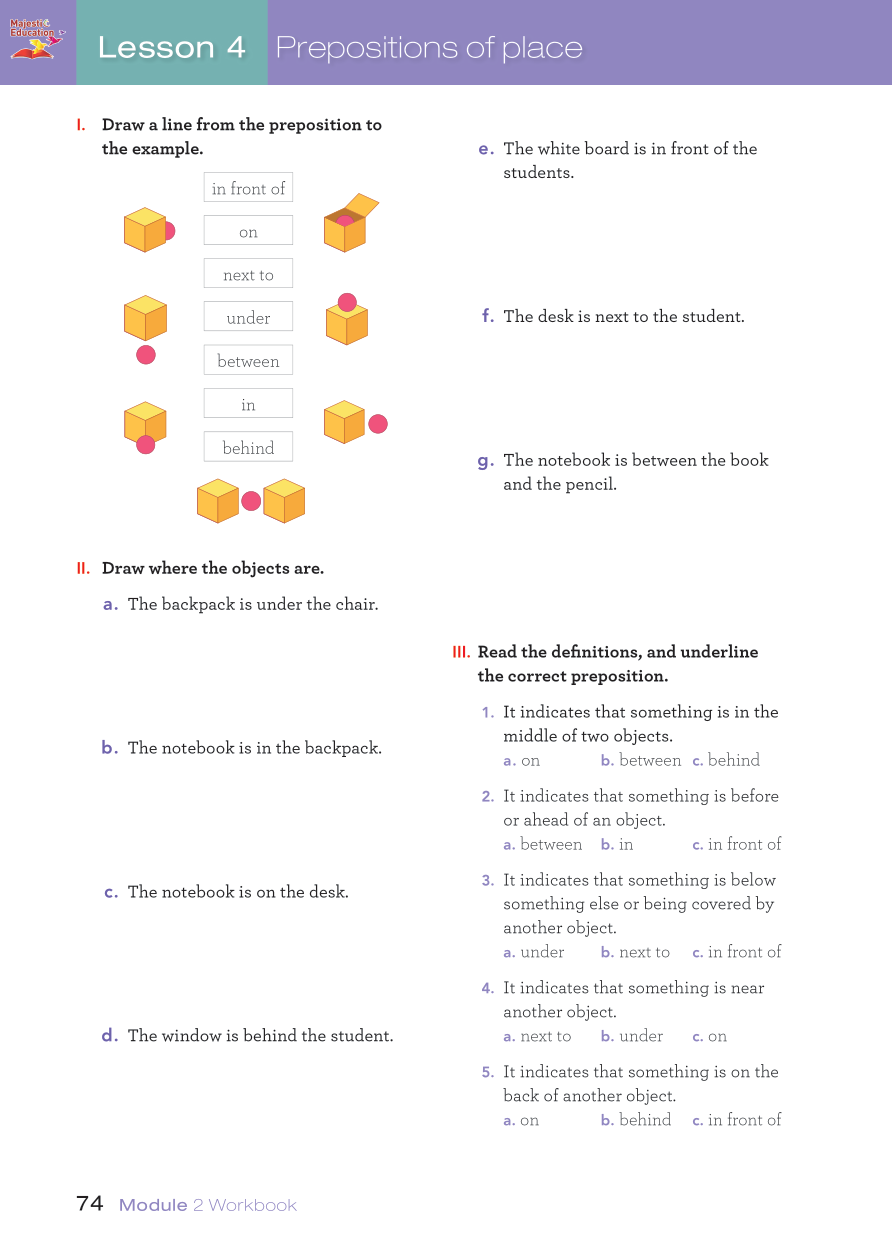 Majestic
Education
Lesson 4 Prepositions of place
I. Draw a line from the preposition to
the example.
in front of
on
next to
under
between
in
behind
II. Draw where the objects are.
a. The backpack is under the chair.
b. The notebook is in the backpack.
c. The notebook is on the desk.
d. The window is behind the student.
e. The white board is in front of the
students.
f. The desk is next to the student.
g. The notebook is between the book
and the pencil.
III. Read the definitions, and underline
the correct preposition.
1. It indicates that something is in the
middle of two objects.
a. on b. between c. behind
2. It indicates that something is before
or ahead of an object.
a. between b. in c. in front of
3. It indicates that something is below
something else or being covered by
another object.
a. under b. next to c. in front of
4. It indicates that something is near
another object.
a. next to b. under c. on
5. It indicates that something is on the
back of another object.
a. on b. behind c. in front of
74 Module 2 Workbook